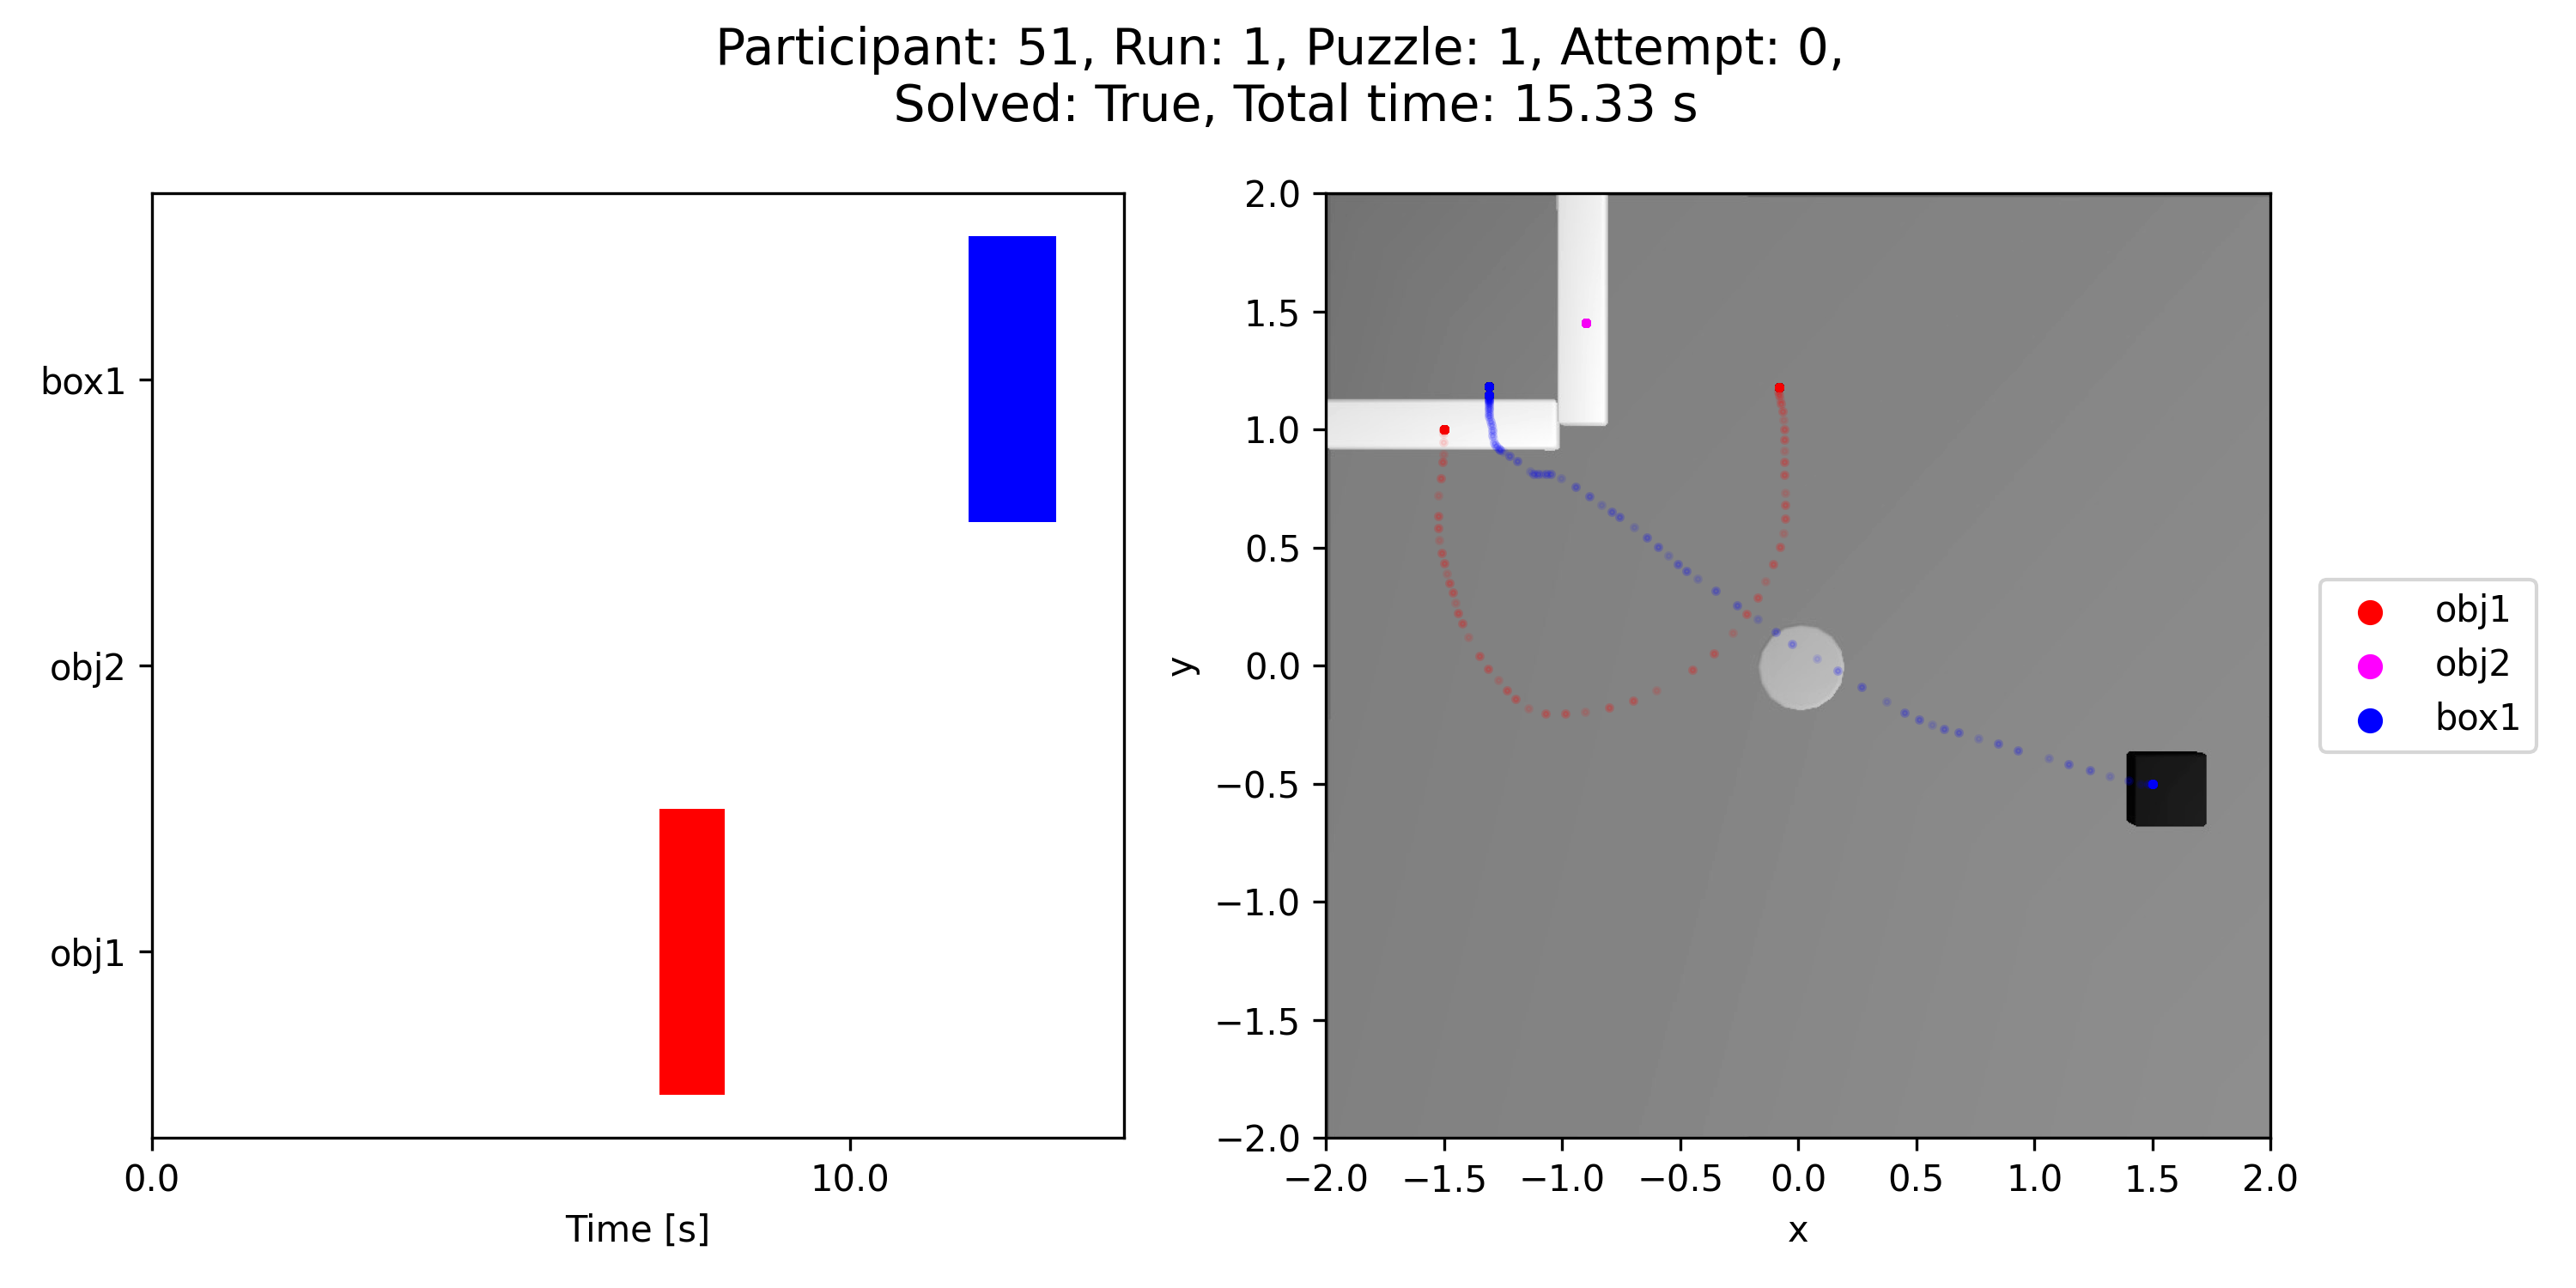 Participant: 51, Run: 1, Puzzle: 1, Attempt: 0,
Solved: True, Total time: 15.33 s
box1
obj2
obj1
0.0
10.0
Time [s]
2.0
1.5
1.0
0.5
0.0
−0.5
−1.0
−1.5
−2.0
y
−2.0
−1.5
−1.0
−0.5
0.0
0.5
1.0
1.5
2.0
x
obj1
obj2
box1